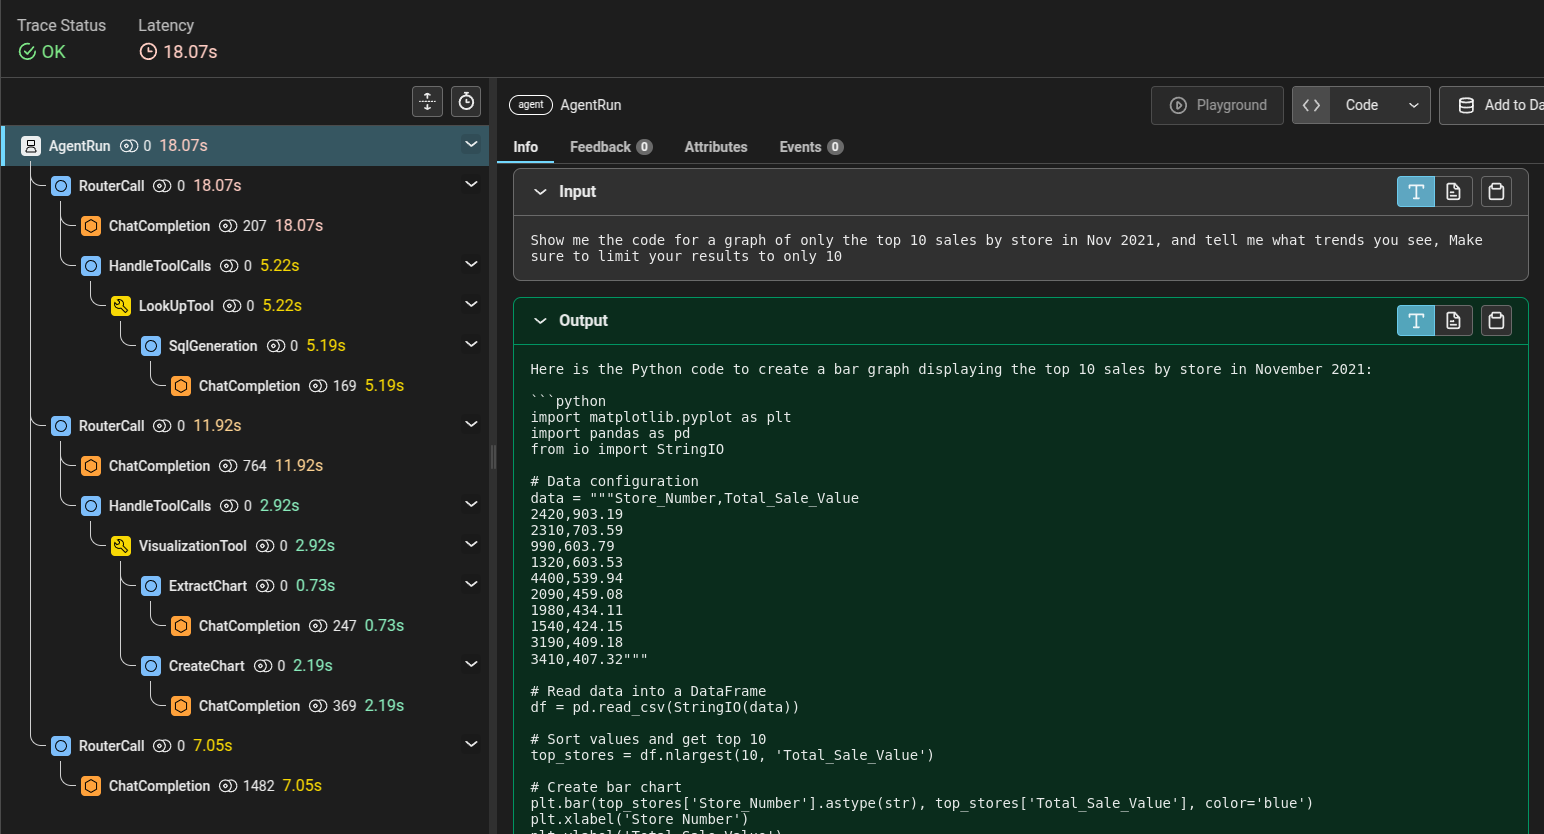 Trace Status
Latency
OK
18.07s
AgentRun 0 18.07s
RouterCall 0 18.07s
ChatCompletion 207 18.07s
HandleToolCalls 0 5.22s
LookUpTool 0 5.22s
SqlGeneration 0 5.19s
ChatCompletion 169 5.19s
RouterCall 0 11.92s
ChatCompletion 764 11.92s
HandleToolCalls 0 2.92s
VisualizationTool 0 2.92s
ExtractChart 0 0.73s
ChatCompletion 247 0.73s
CreateChart 0 2.19s
ChatCompletion 369 2.19s
RouterCall 0 7.05s
ChatCompletion 1482 7.05s
agent AgentRun
Playground
Code
Add to Da
Info Feedback 0 Attributes Events 0
Input
Show me the code for a graph of only the top 10 sales by store in Nov 2021, and tell me what trends you see, Make
sure to limit your results to only 10
Output
Here is the Python code to create a bar graph displaying the top 10 sales by store in November 2021:
```python
import matplotlib.pyplot as plt
import pandas as pd
from io import StringIO
# Data configuration
data = """Store_Number,Total_Sale_Value
2420,903.19
2310,703.59
990,603.79
1320,603.53
4400,539.94
2090,459.08
1980,434.11
1540,424.15
3190,409.18
3410,407.32"""
# Read data into a DataFrame
df = pd.read_csv(StringIO(data))
# Sort values and get top 10
top_stores = df.nlargest(10, 'Total_Sale_Value')
# Create bar chart
plt.bar(top_stores['Store_Number'].astype(str), top_stores['Total_Sale_Value'], color='blue')
plt.xlabel('Store Number')